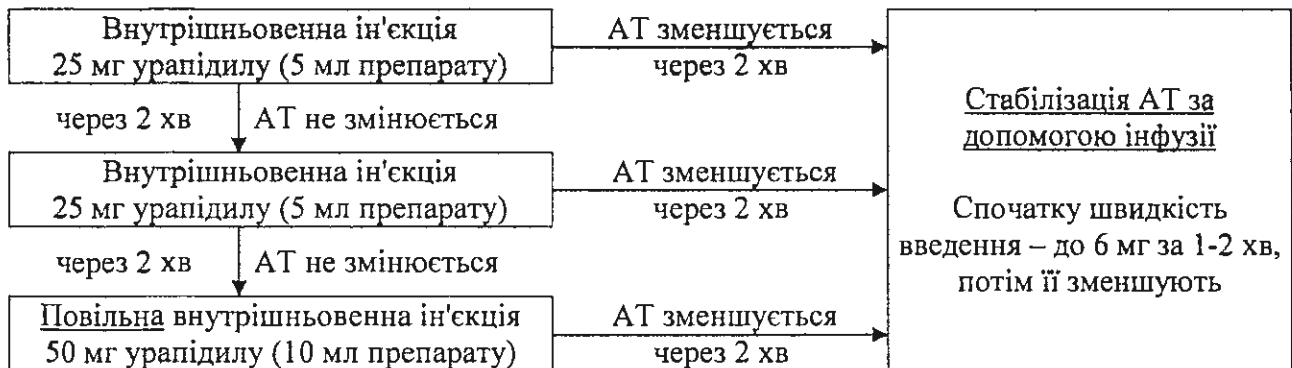 Внутрішньовенна ін'єкція
25 мг урапідилу (5 мл препарату)
АТ зменшується
через 2 хв
через 2 хв
АТ не змінюється
Внутрішньовенна ін'єкція
25 мг урапідилу (5 мл препарату)
АТ зменшується
через 2 хв
через 2 хв
АТ не змінюється
Повільна внутрішньовенна ін'єкція
50 мг урапідилу (10 мл препарату)
АТ зменшується
через 2 хв
Стабілізація АТ за
допомогою інфузії
Спочатку швидкість
введення – до 6 мг за 1-2 хв,
потім її зменшують